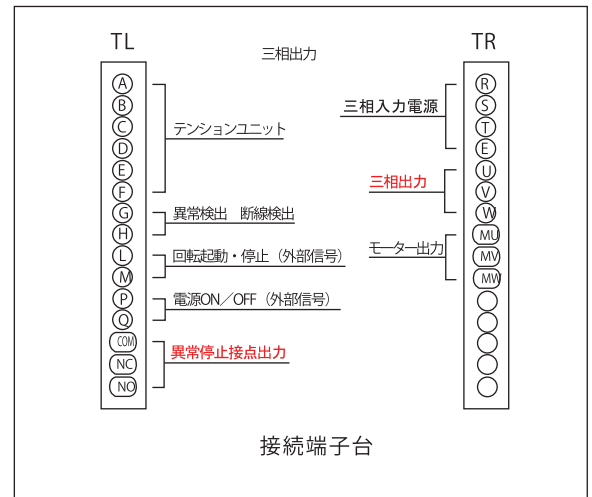 TL
三相出力
TR
A
B
C
D
E
F
G
H
L
M
P
Q
COM
NC
NO
テンションユニット
異常検出 断線検出
回転起動・停止（外部信号）
電源ON／OFF（外部信号）
異常停止接点出力
三相入力電源
三相出力
モーター出力
R
S
T
E
U
V
W
MU
MV
MW
接続端子台